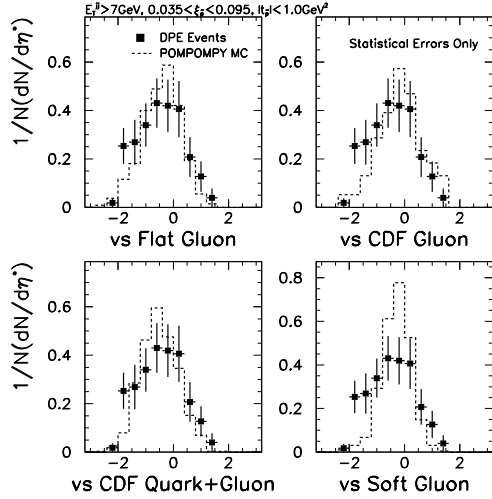 E_T^jj>7GeV, 0.035<ξ_p̄<0.095, |t_p̄|<1.0GeV²
DPE Events
POMPOMPY MC
Statistical Errors Only
1/N(dN/dη*)
0.6
0.4
0.2
0
-2 0 2
vs Flat Gluon
0.6
0.4
0.2
0
-2 0 2
vs CDF Gluon
1/N(dN/dη*)
0.6
0.4
0.2
0
-2 0 2
vs CDF Quark+Gluon
0.8
0.6
0.4
0.2
0
-2 0 2
vs Soft Gluon